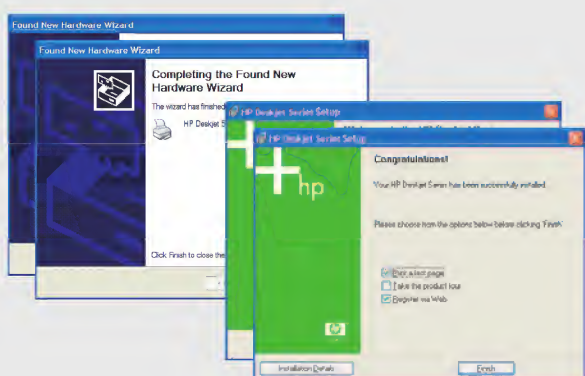 Found New Hardware Wizard
Found New Hardware Wizard
Completing the Found New
Hardware Wizard
The wizard has finished
HP Deskjet S
Click Finish to close the
HP Deskjet Series Setup
HP Deskjet Series Setup
hp
Congratulations!
Your HP Deskjet Series has been successfully installed.
Please choose from the options below before clicking 'Finish'
Print a test page
Take the product tour
Register via Web
hp
Installation Details
Finish